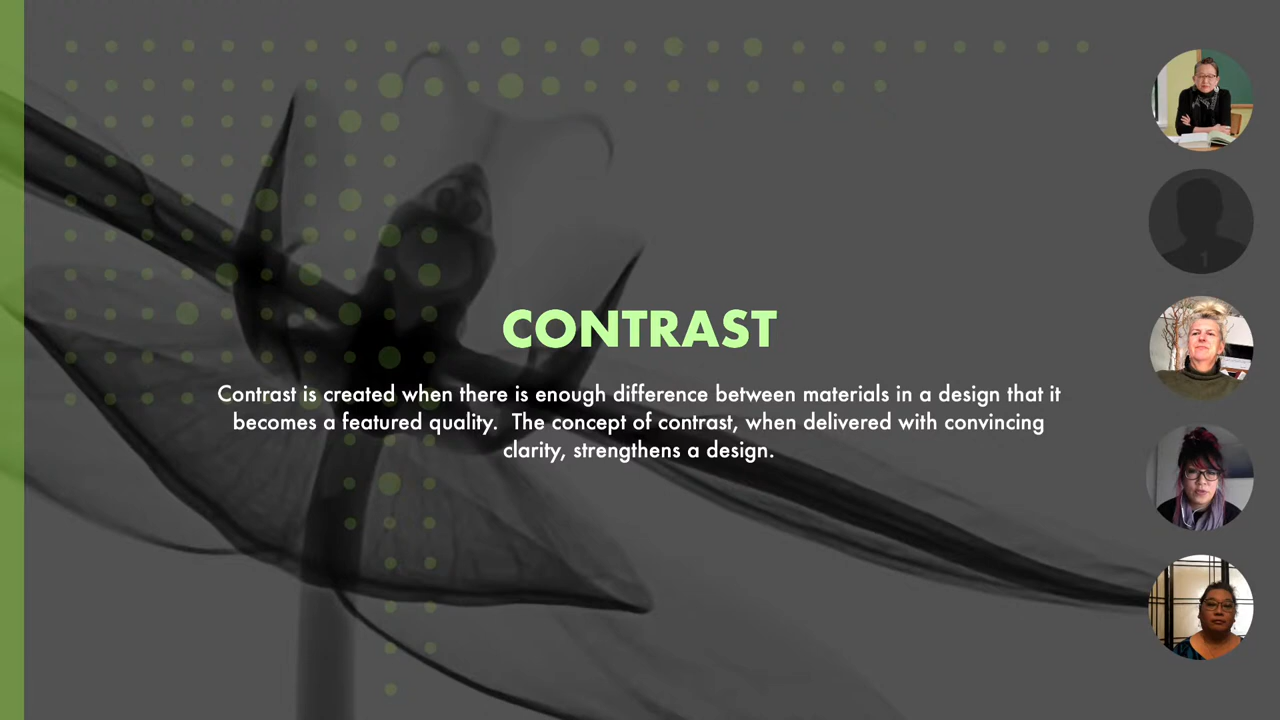 CONTRAST
Contrast is created when there is enough difference between materials in a design that it
becomes a featured quality.  The concept of contrast, when delivered with convincing
clarity, strengthens a design.